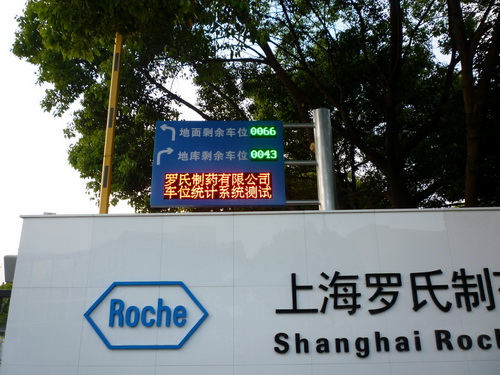 地面剩余车位 0066
地库剩余车位 0043
罗氏制药有限公司
车位统计系统测试
Roche
上海罗氏制
Shanghai Roc